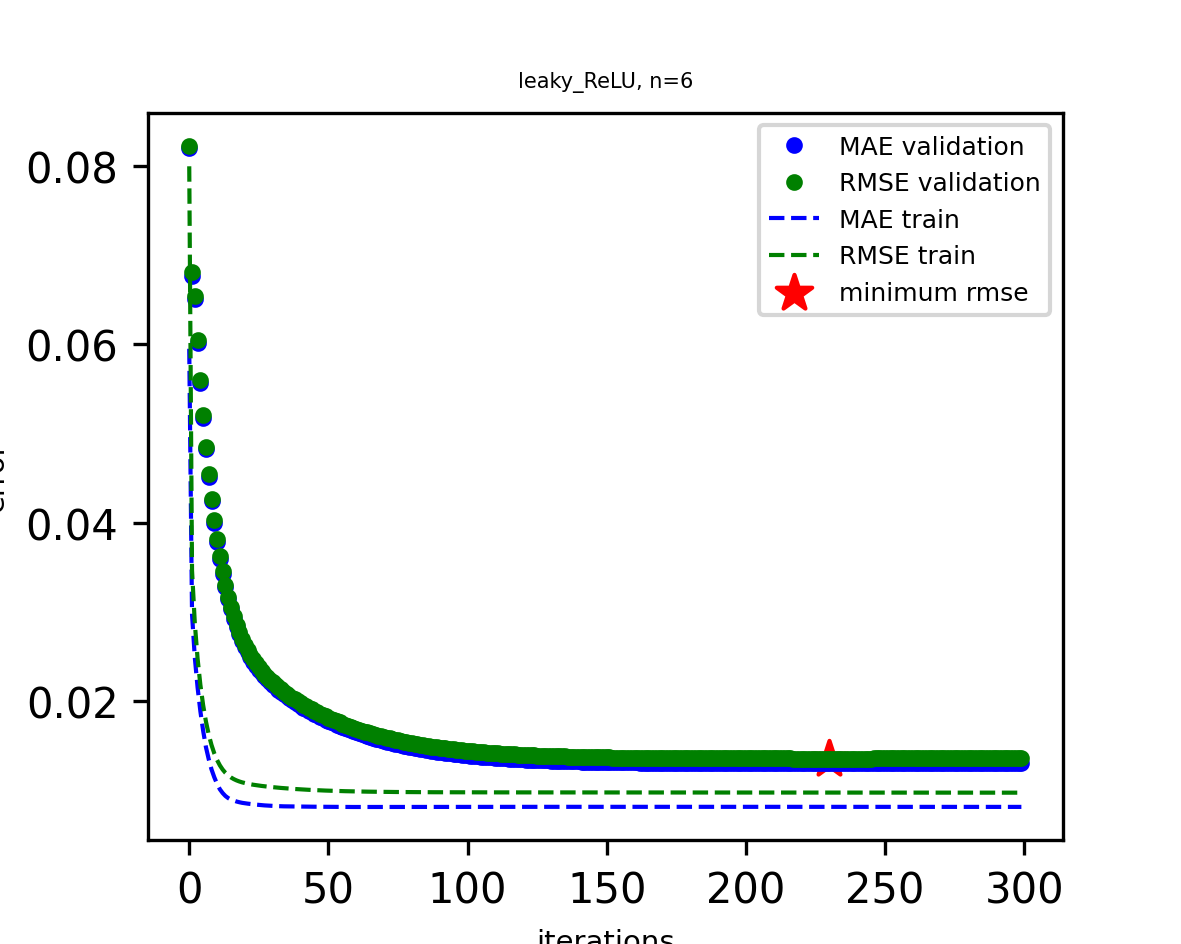 leaky_ReLU, n=6
MAE validation
RMSE validation
MAE train
RMSE train
minimum rmse
0.08
0.06
0.04
0.02
0 50 100 150 200 250 300
iterations